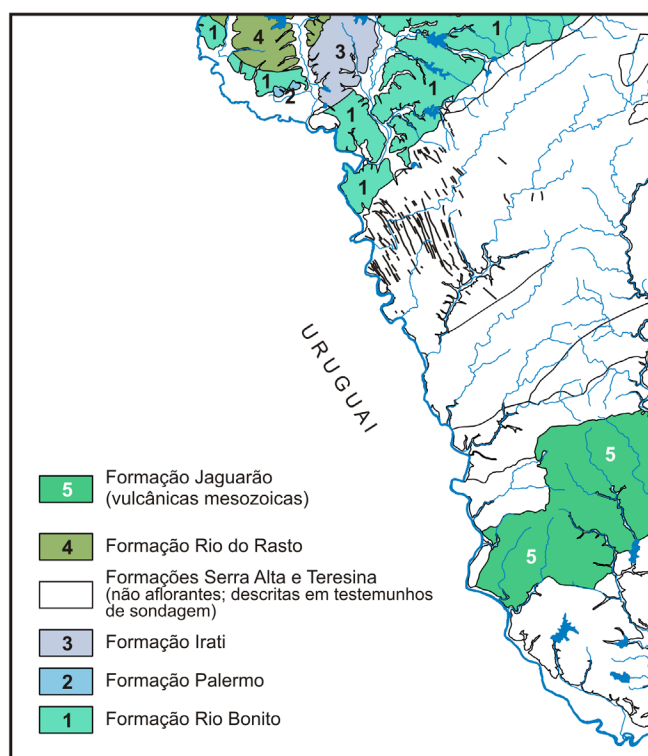 1
4
3
1
1
1
2
1
1
1
URUGUAI
5
5
5 Formação Jaguarão
(vulcânicas mesozoicas)
4 Formação Rio do Rasto
Formações Serra Alta e Teresina
(não aflorantes; descritas em testemunhos
de sondagem)
3 Formação Irati
2 Formação Palermo
1 Formação Rio Bonito